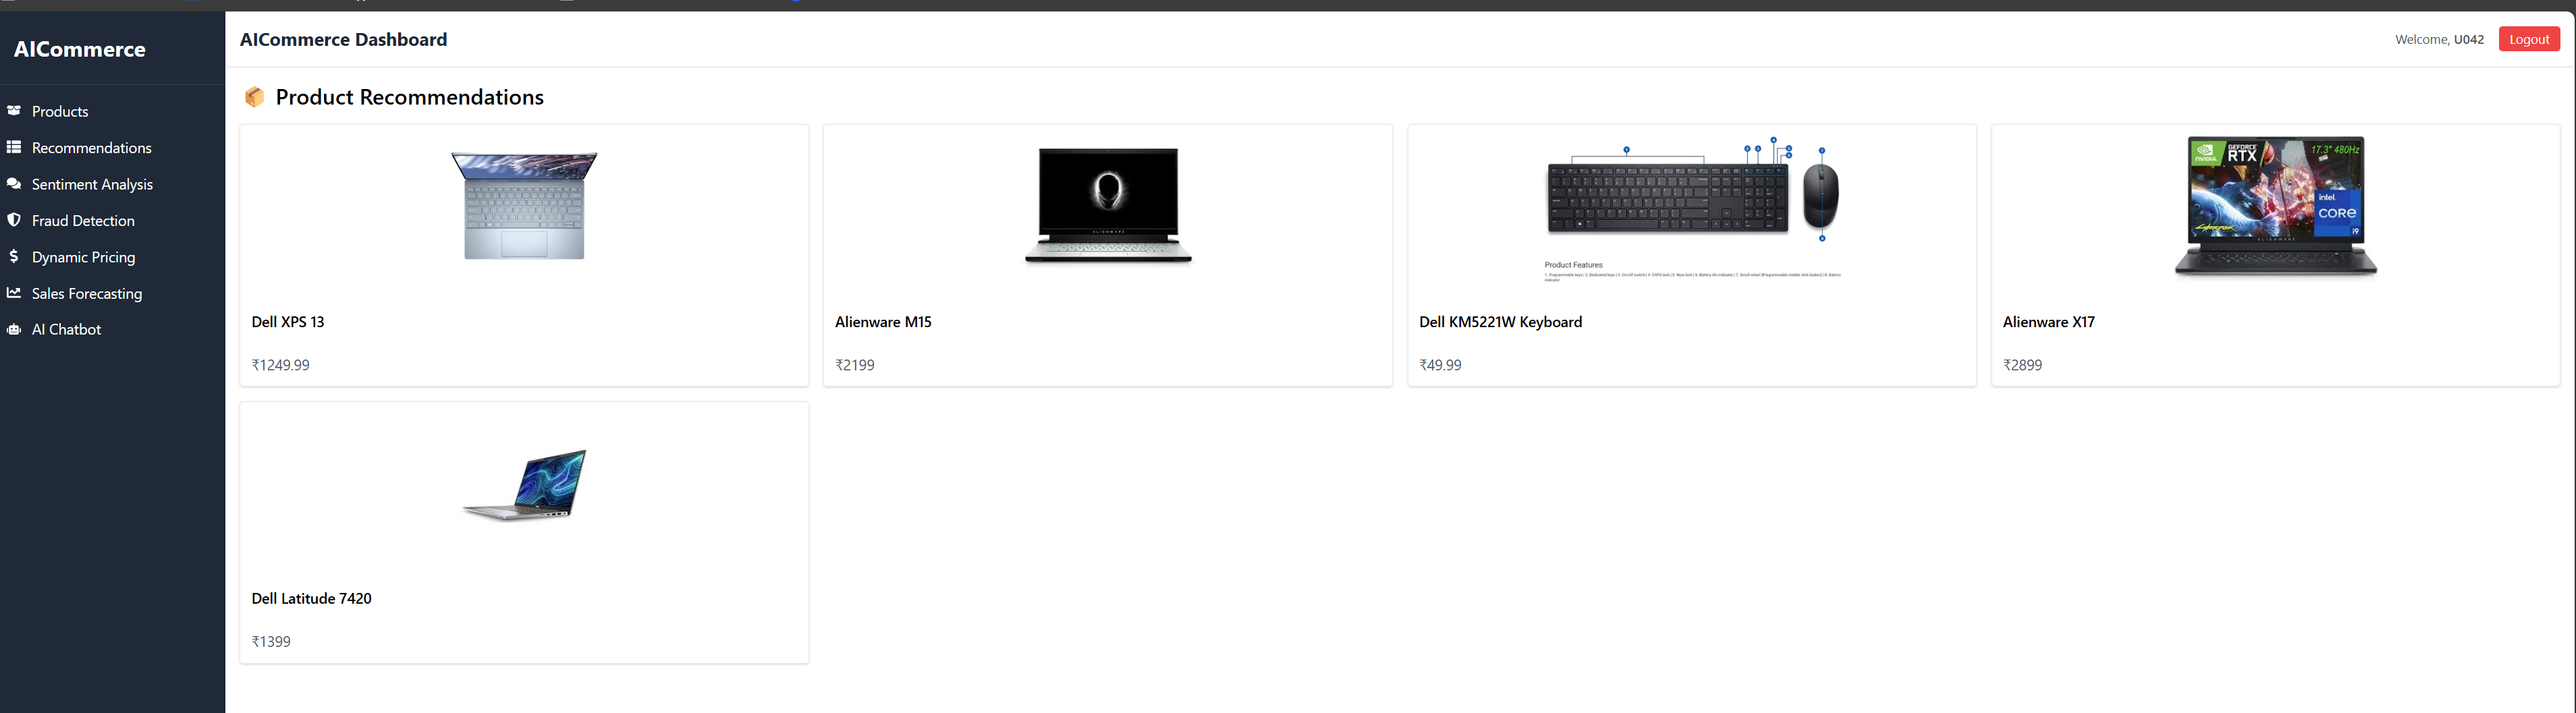 AICommerce
Products
Recommendations
Sentiment Analysis
Fraud Detection
Dynamic Pricing
Sales Forecasting
AI Chatbot
AICommerce Dashboard
Welcome, U042
Logout
Product Recommendations
Dell XPS 13
₹1249.99
ALIENWARE
Alienware M15
₹2199
Product Features
Dell KM5221W Keyboard
₹49.99
NVIDIA
GEFORCE
RTX
17.3" 480Hz
intel.
CORE
i9
ALIENWARE
Alienware X17
₹2899
Dell Latitude 7420
₹1399